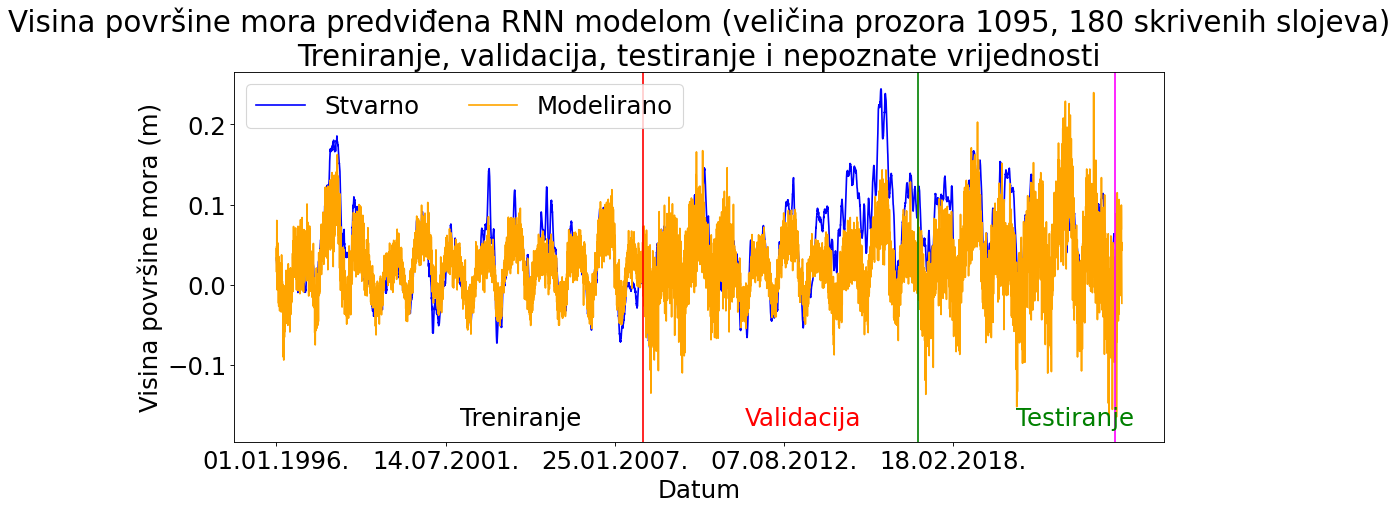 Visina površine mora predviđena RNN modelom (veličina prozora 1095, 180 skrivenih slojeva)
Treniranje, validacija, testiranje i nepoznate vrijednosti
Stvarno
Modelirano
Visina površine mora (m)
0.2
0.1
0.0
−0.1
Treniranje
Validacija
Testiranje
01.01.1996.
14.07.2001.
25.01.2007.
07.08.2012.
18.02.2018.
Datum